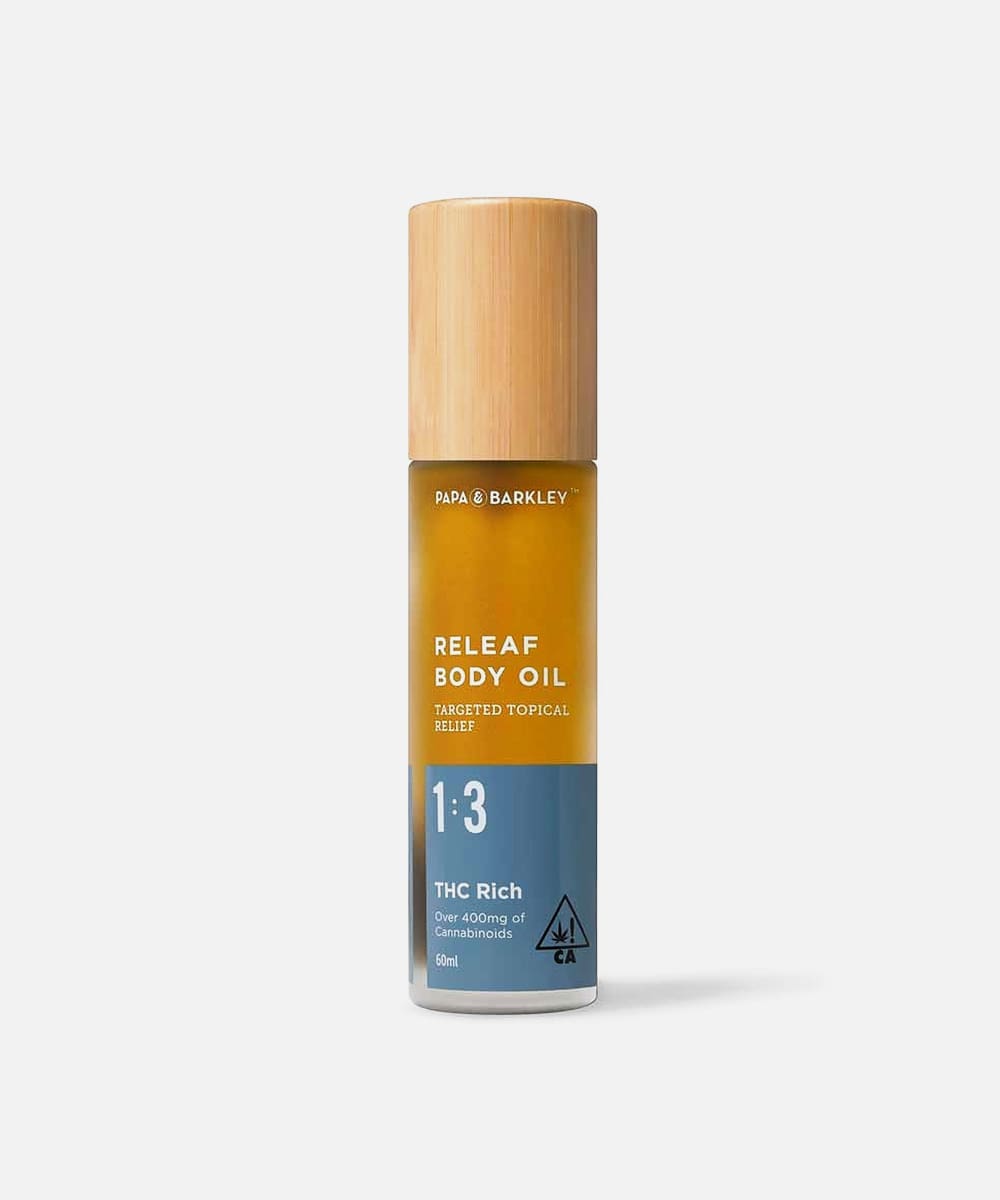 PAPA & BARKLEY™
RELEAF
BODY OIL
TARGETED TOPICAL
RELIEF
1:3
THC Rich
Over 400mg of
Cannabinoids
60ml
!
CA